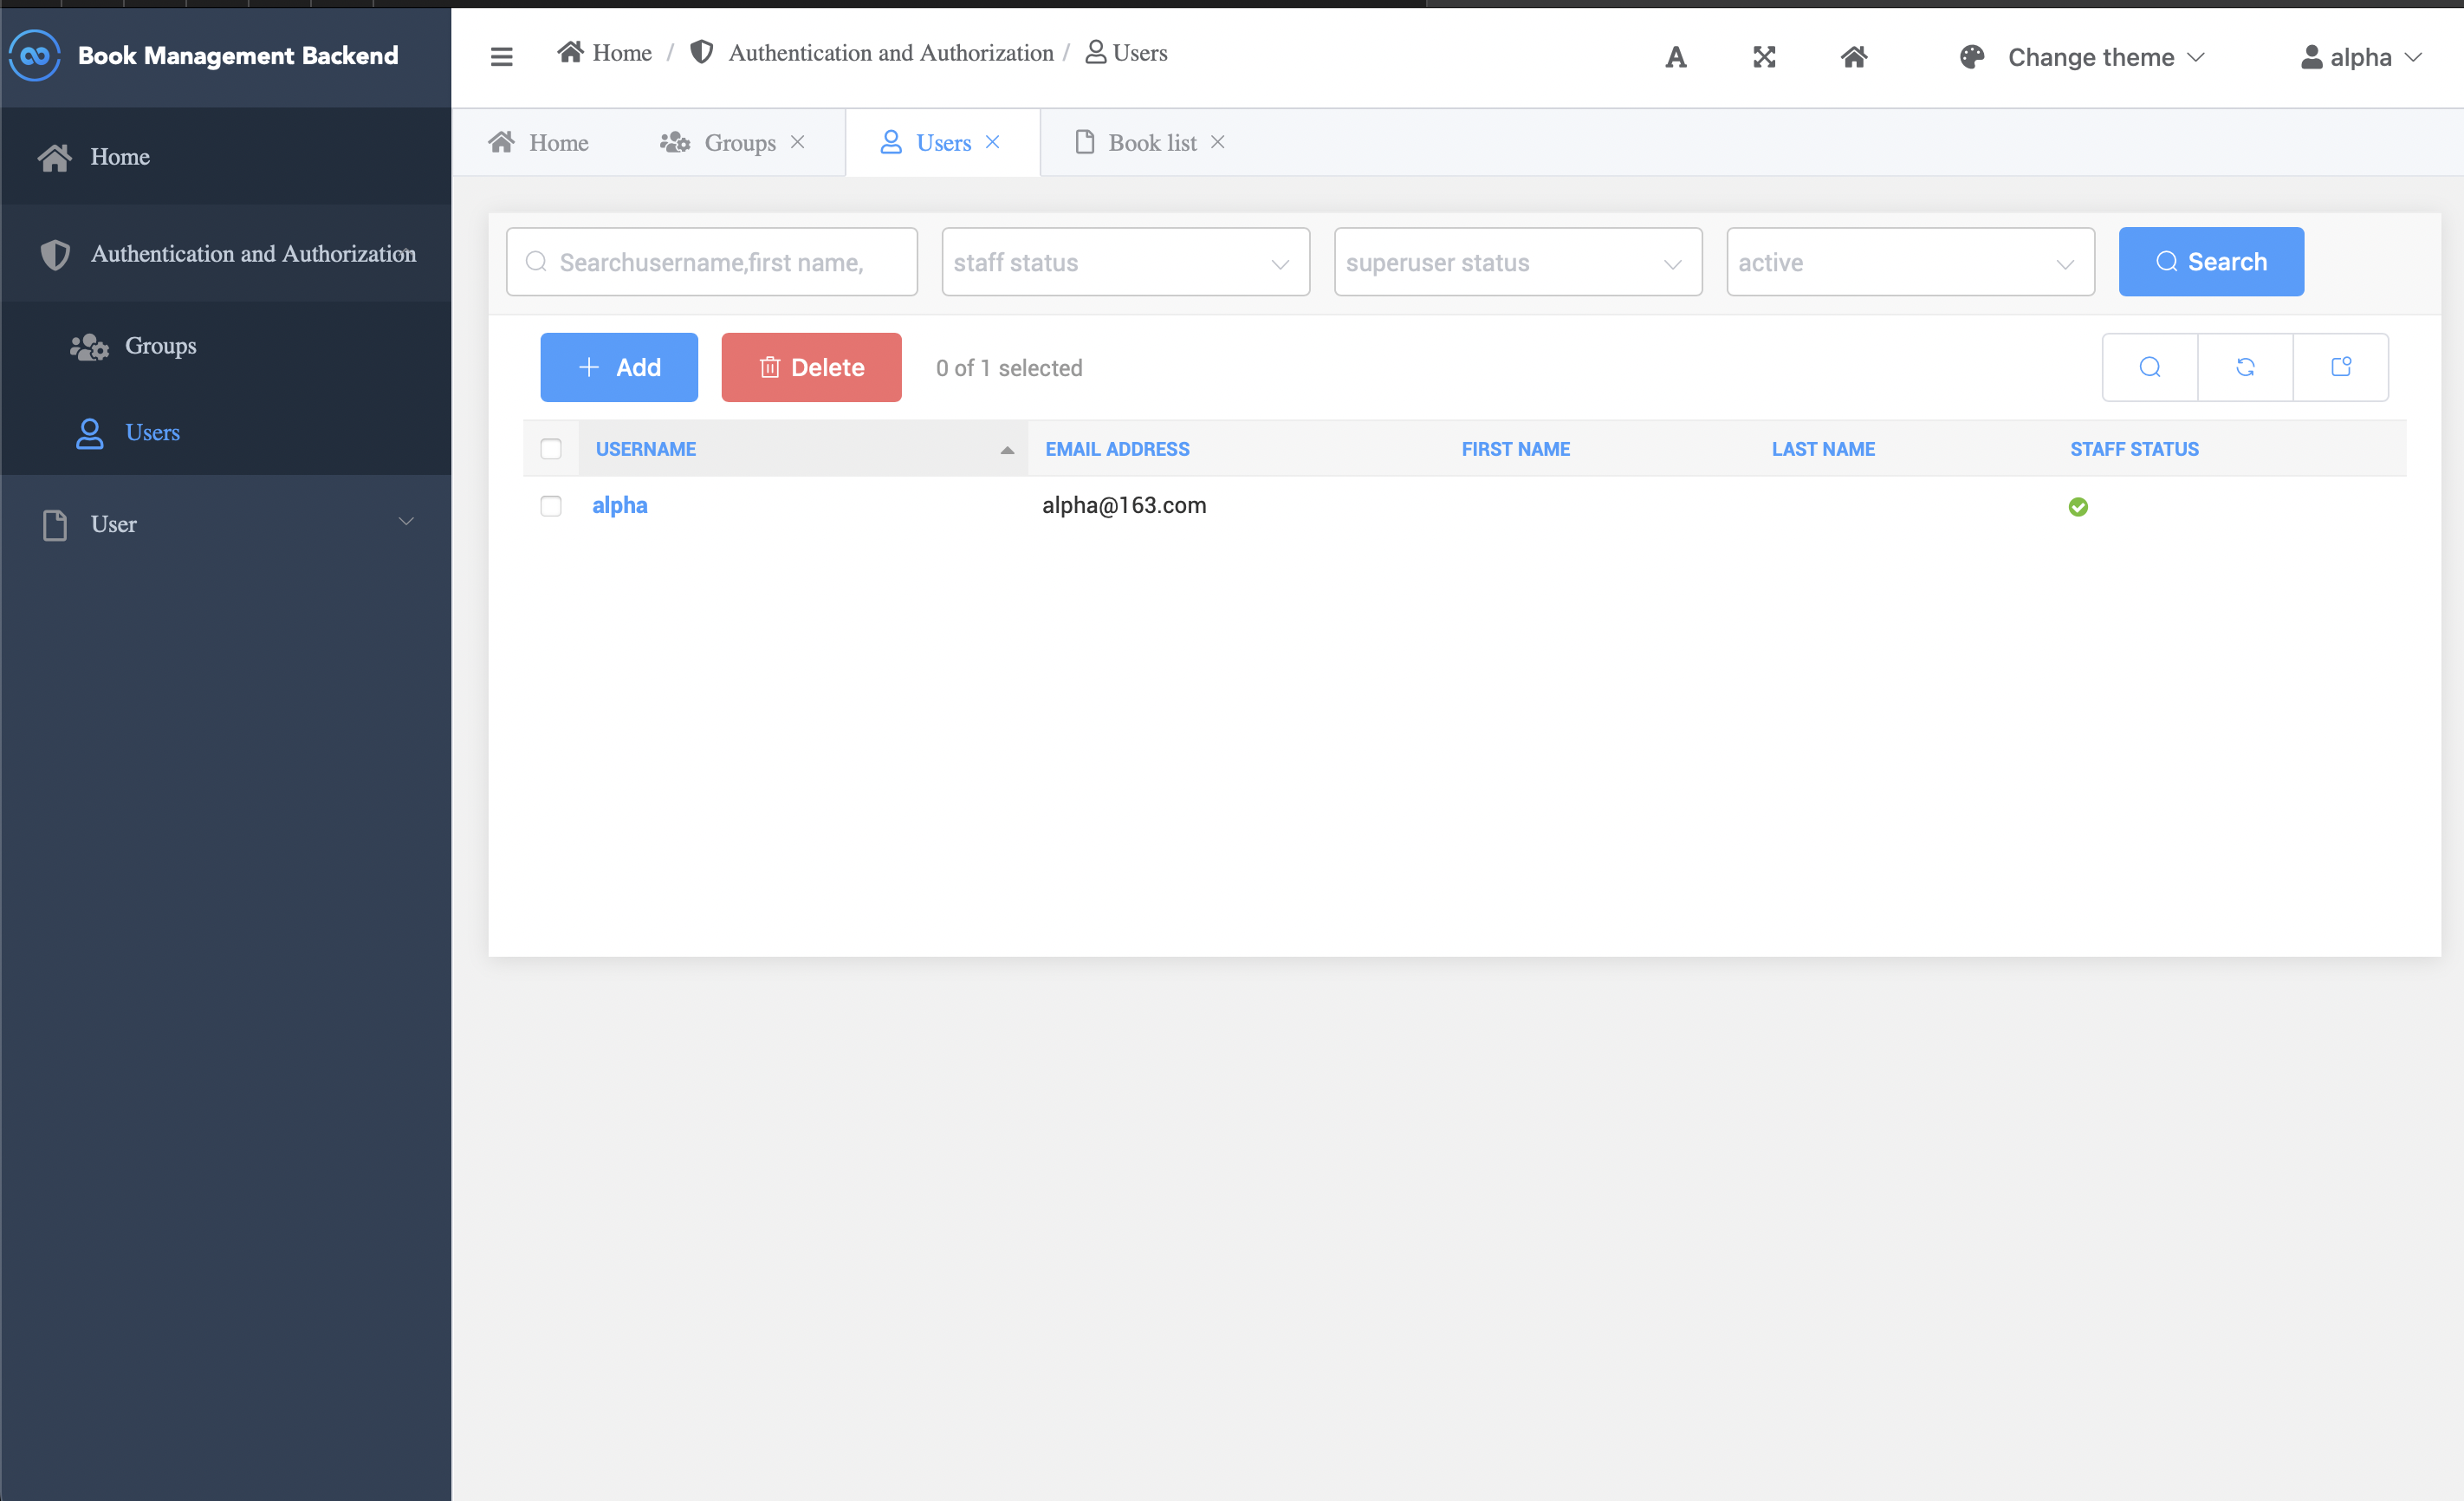 Book Management Backend
Home / Authentication and Authorization / Users
Change theme
alpha
Home
Authentication and Authorization
Groups
Users
User
Home
Groups
Users
Book list
Searchusername,first name,
staff status
superuser status
active
Search
Add
Delete
0 of 1 selected
USERNAME EMAIL ADDRESS FIRST NAME LAST NAME STAFF STATUS
alpha alpha@163.com